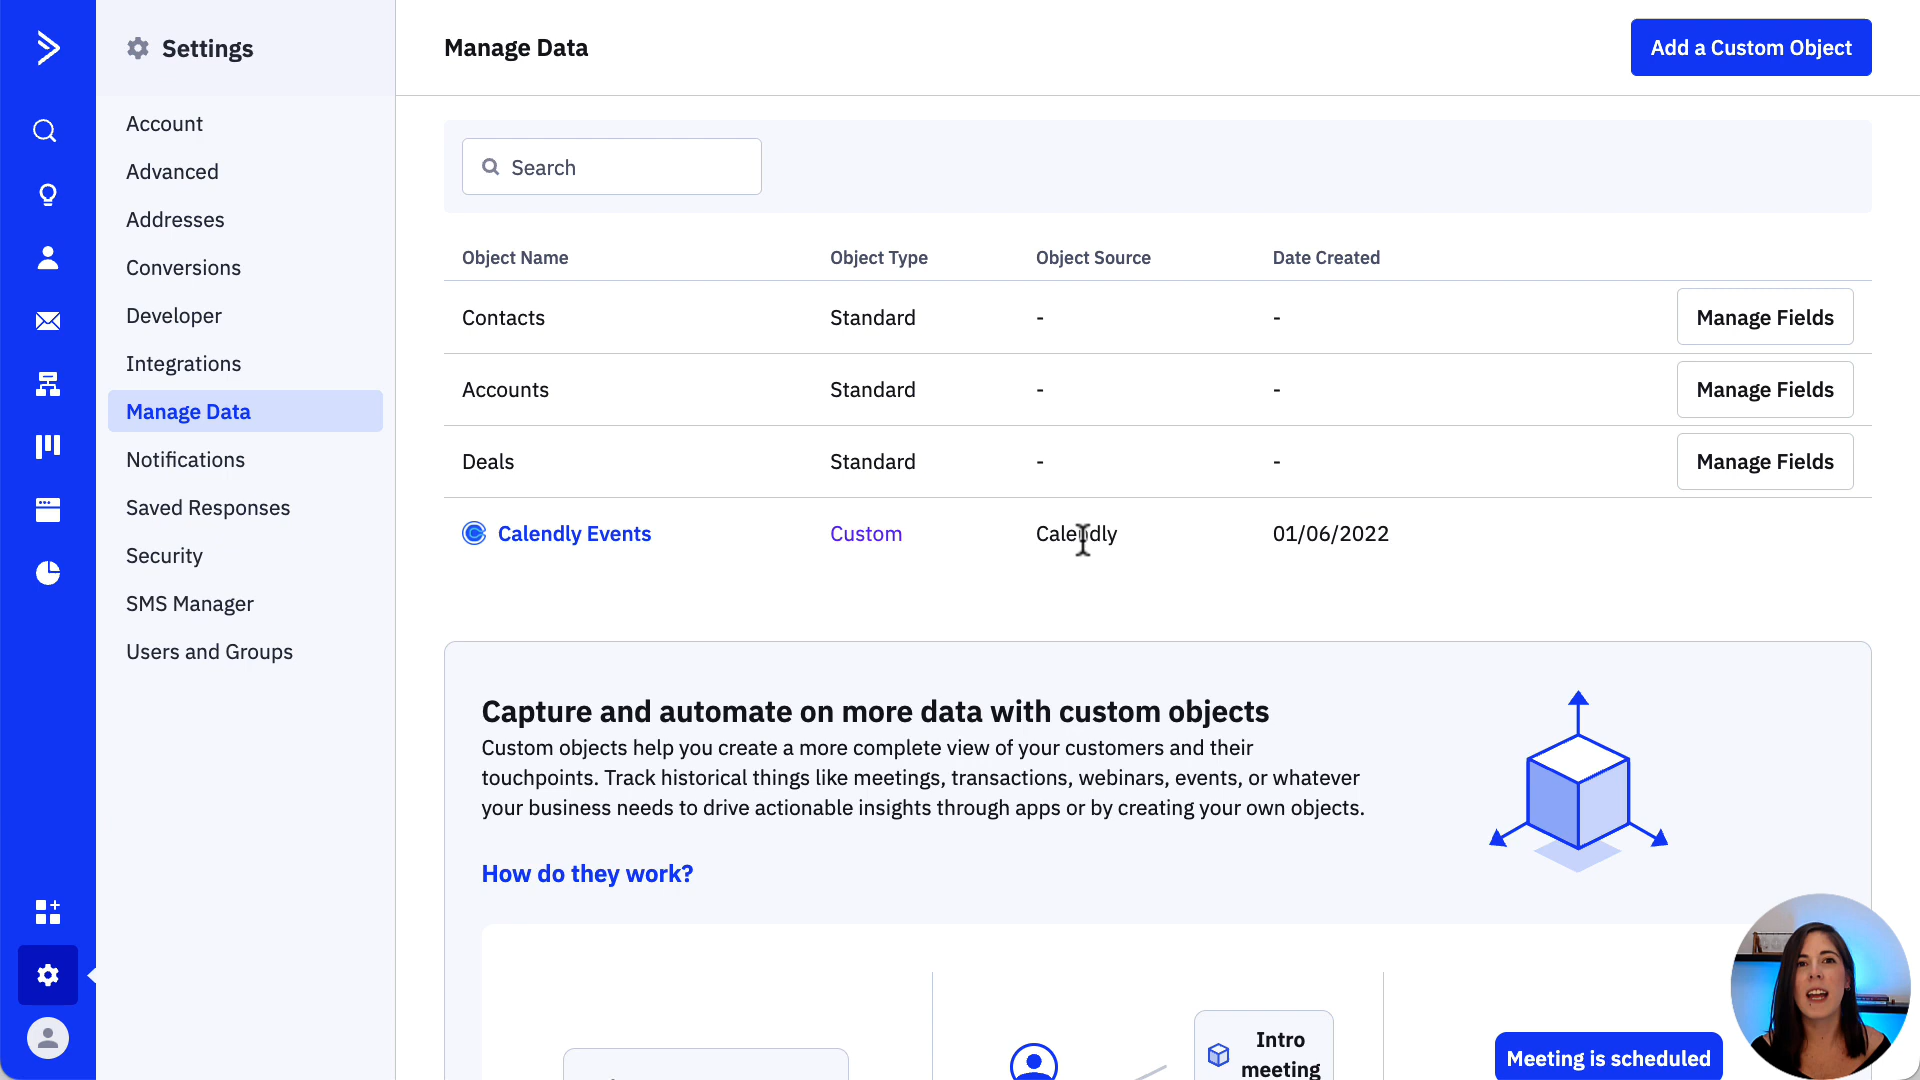 Settings
Account
Advanced
Addresses
Conversions
Developer
Integrations
Manage Data
Notifications
Saved Responses
Security
SMS Manager
Users and Groups
Manage Data
Add a Custom Object
Search
Object Name Object Type Object Source Date Created
Contacts Standard - - Manage Fields
Accounts Standard - - Manage Fields
Deals Standard - - Manage Fields
Calendly Events Custom Calendly 01/06/2022
Capture and automate on more data with custom objects
Custom objects help you create a more complete view of your customers and their
touchpoints. Track historical things like meetings, transactions, webinars, events, or whatever
your business needs to drive actionable insights through apps or by creating your own objects.
How do they work?
Intro
meeting
Meeting is scheduled